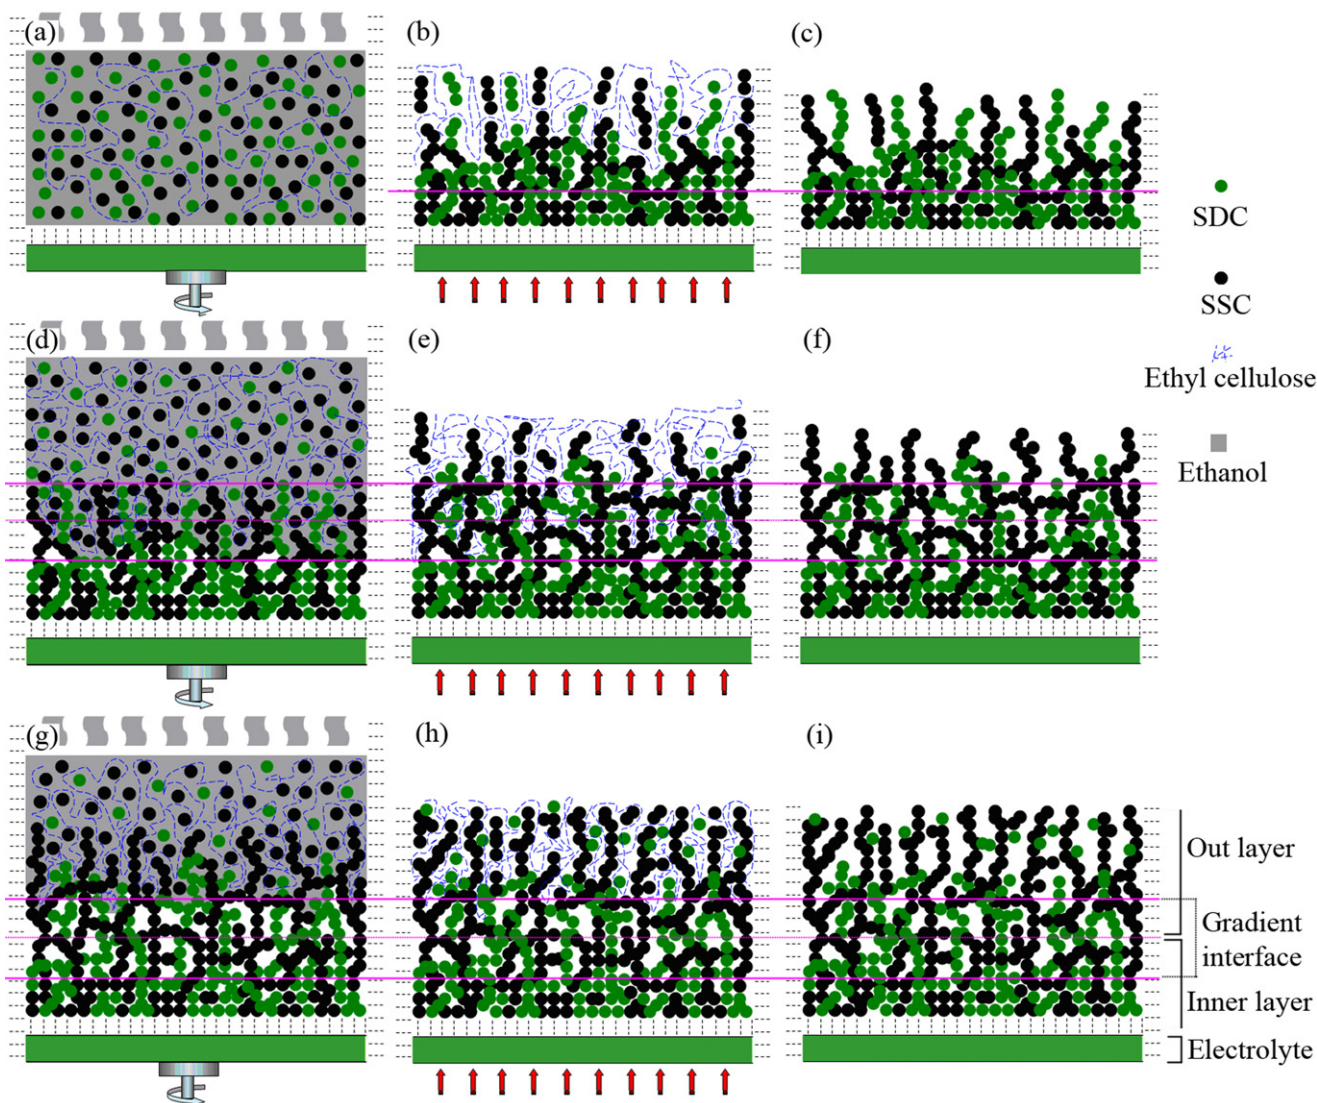 (a)
(b)
(c)
SDC
SSC
Ethyl cellulose
Ethanol
(d)
(e)
(f)
(g)
(h)
(i)
Out layer
Gradient
interface
Inner layer
Electrolyte